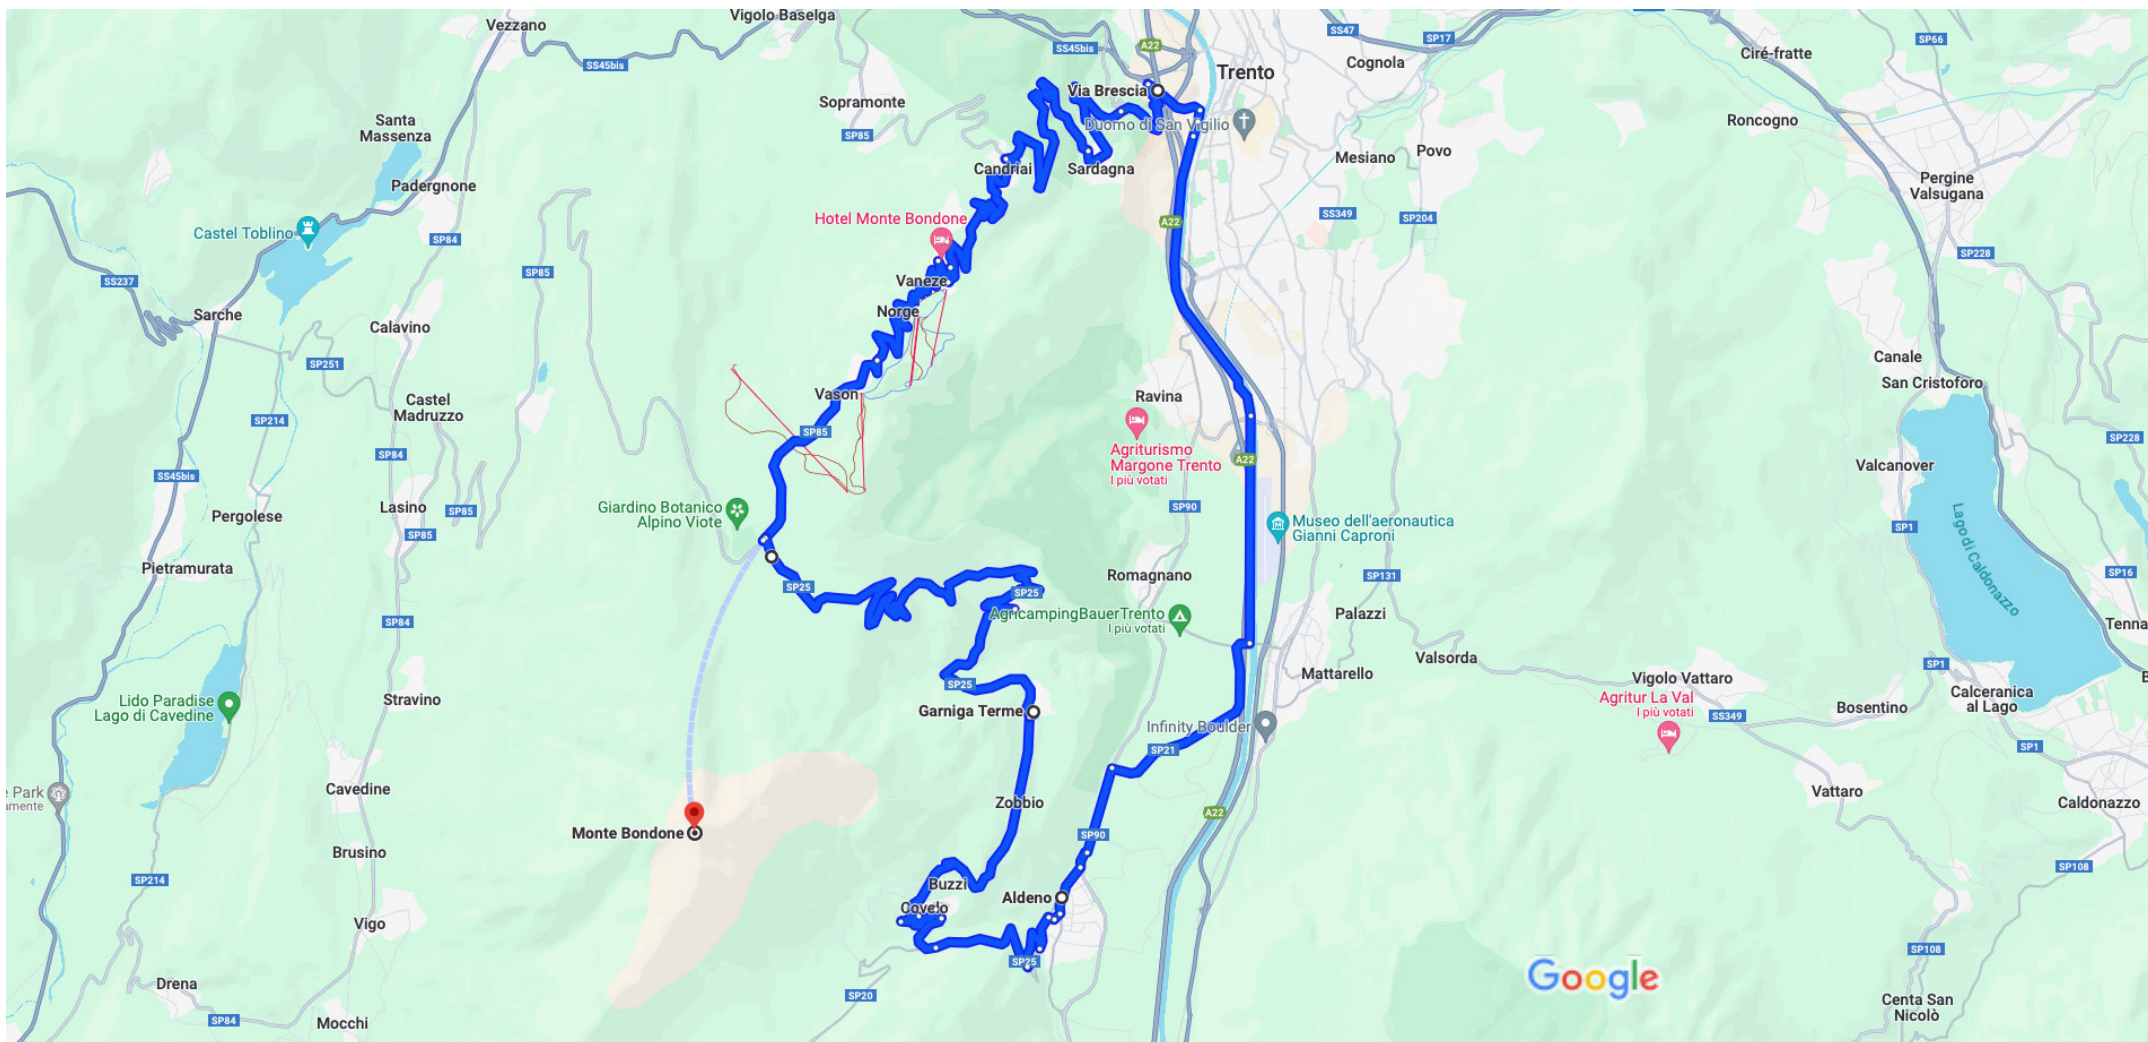 Vezzano
Vigolo Baselga
SS45bis
A22
SS47
SP17
Cognola
Ciré-fratte
SP66
SS45bis
Trento
Via Brescia
Sopramonte
SP85
Santa
Massenza
Duomo di San Vigilio
Roncogno
Mesiano
Povo
Candriai
Sardagna
Padergnone
Pergine
Valsugana
Hotel Monte Bondone
Castel Toblino
SP84
A22
SS349
SP204
SP228
SS237
SP85
Vaneze
Norge
Sarche
Calavino
SP251
Canale
San Cristoforo
Vason
Castel
Madruzzo
Ravina
SP214
SP85
SP228
SP84
Agriturismo
Margone Trento
I più votati
A22
Valcanover
SS45bis
Lasino
SP85
Giardino Botanico
Alpino Viote
SP90
Pergolese
Museo dell'aeronautica
Gianni Caproni
SP1
SP85
Lago di Caldonazzo
Pietramurata
SP25
Romagnano
SP131
SP16
SP25
AgricampingBauerTrento
I più votati
Palazzi
SP84
Tenna
Valsorda
SP1
Mattarello
SP25
Vigolo Vattaro
Agritur La Val
I più votati
Calceranica
al Lago
Lido Paradise
Lago di Cavedine
Stravino
Garniga Terme
Bosentino
SS349
Infinity Boulder
SP21
SP1
e Park
amente
Cavedine
Zobbio
A22
Vattaro
Caldonazzo
Monte Bondone
SP90
Brusino
SP108
SP214
Buzzi
Aldeno
Covelo
Vigo
SP25
SP108
Google
Drena
SP20
SP84
Mocchi
Centa San
Nicolò